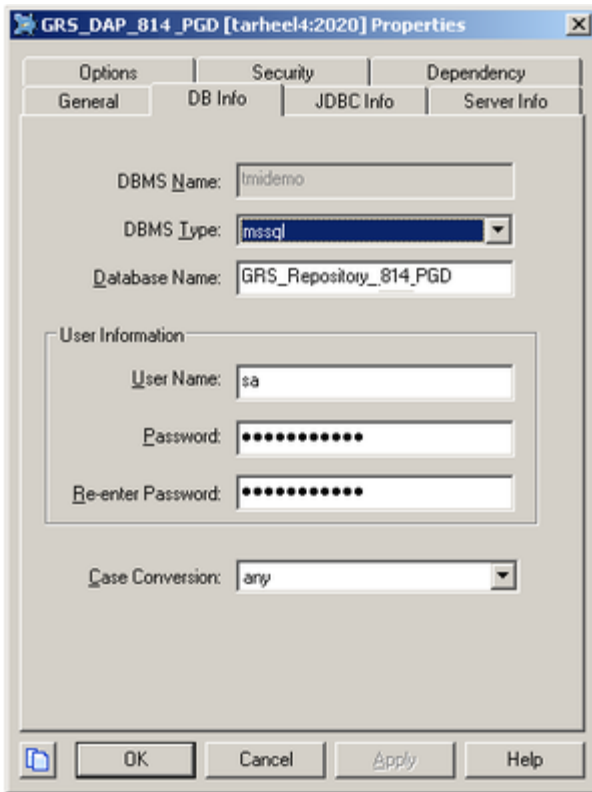 GRS_DAP_814_PGD [tarheel4:2020] Properties
Options Security Dependency
General DB Info JDBC Info Server Info
DBMS Name: tmidemo
DBMS Type: mssql
Database Name: GRS_Repository_814_PGD
User Information
User Name: sa
Password: ●●●●●●●●●●●
Re-enter Password: ●●●●●●●●●●●
Case Conversion: any
OK Cancel Apply Help